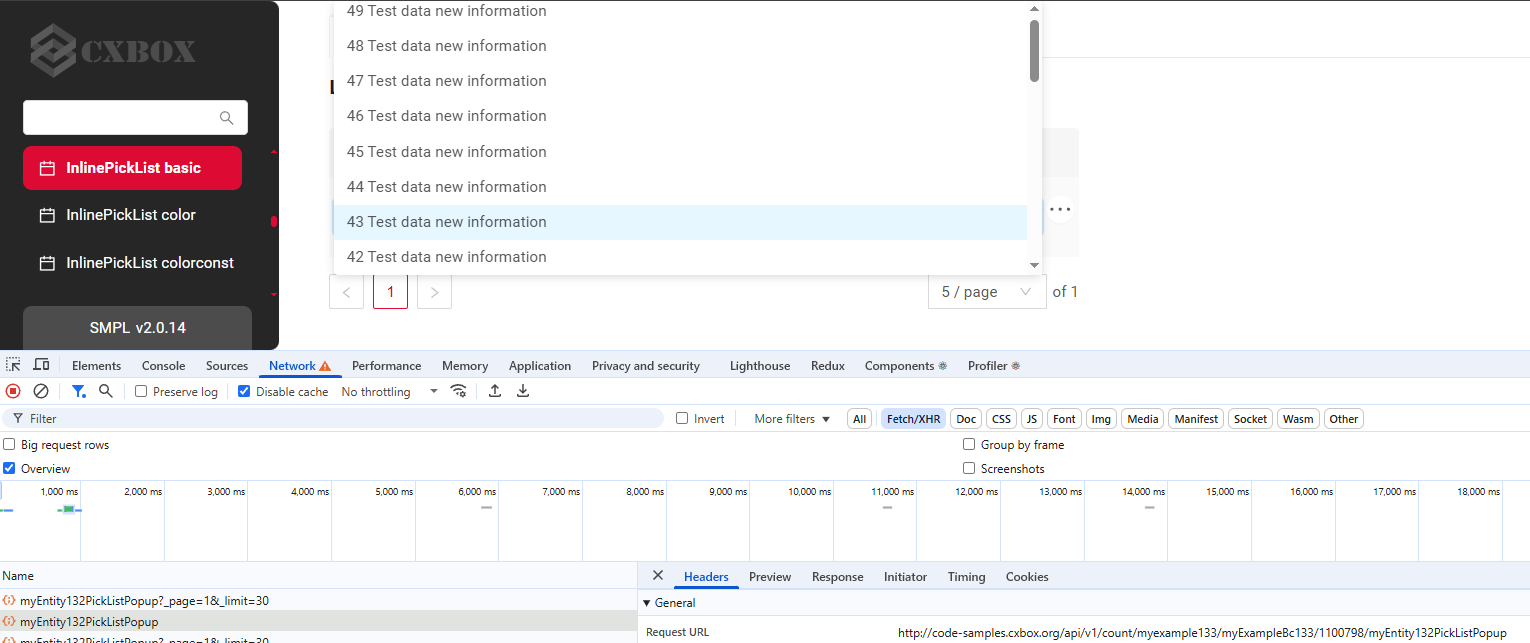 49 Test data new information
CXBOX
48 Test data new information
47 Test data new information
46 Test data new information
45 Test data new information
InlinePickList basic
44 Test data new information
InlinePickList color
43 Test data new information
InlinePickList colorconst
42 Test data new information
< 1 > 5 / page of 1
SMPL v2.0.14
Elements Console Sources Network Performance Memory Application Privacy and security Lighthouse Redux Components Profiler
Preserve log Disable cache No throttling
Filter Invert More filters All Fetch/XHR Doc CSS JS Font Img Media Manifest Socket Wasm Other
Big request rows Group by frame
Overview Screenshots
1,000 ms 2,000 ms 3,000 ms 4,000 ms 5,000 ms 6,000 ms 7,000 ms 8,000 ms 9,000 ms 10,000 ms 11,000 ms 12,000 ms 13,000 ms 14,000 ms 15,000 ms 16,000 ms 17,000 ms 18,000 ms
Name Headers Preview Response Initiator Timing Cookies
myEntity132PickListPopup?_page=1&_limit=30
General
myEntity132PickListPopup
Request URL http://code-samples.cxbox.org/api/v1/count/myexample133/myExampleBc133/1100798/myEntity132PickListPopup
myEntity132PickListPopup?_page=1&_limit=30